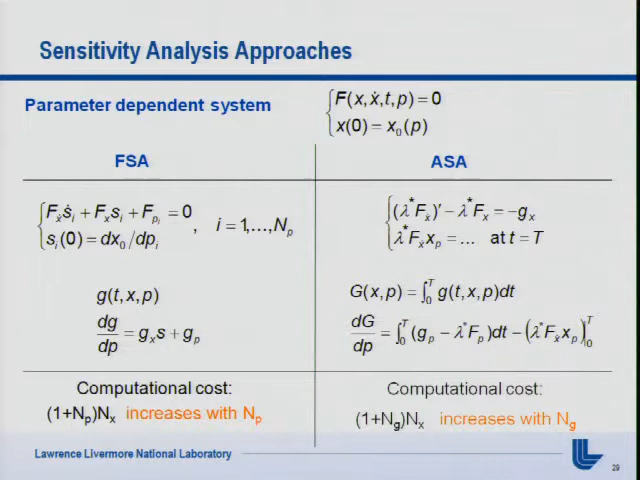 Sensitivity Analysis Approaches
Parameter dependent system
F(x, ẋ, t, p) = 0
x(0) = x₀(p)
FSA
F_ẋ ṡ_i + F_x s_i + F_{p_i} = 0
s_i(0) = dx₀/dp_i , i = 1,...,N_p
g(t, x, p)
dg/dp = g_x s + g_p
Computational cost:
(1+N_p)N_x increases with N_p
ASA
(λ*F_ẋ)′ − λ*F_x = −g_x
λ*F_ẋ x_p = ... at t = T
G(x, p) = ∫₀ᵀ g(t, x, p)dt
dG/dp = ∫₀ᵀ (g_p − λ*F_p)dt − (λ*F_ẋ x_p)|₀ᵀ
Computational cost:
(1+N_g)N_x increases with N_g
Lawrence Livermore National Laboratory
29